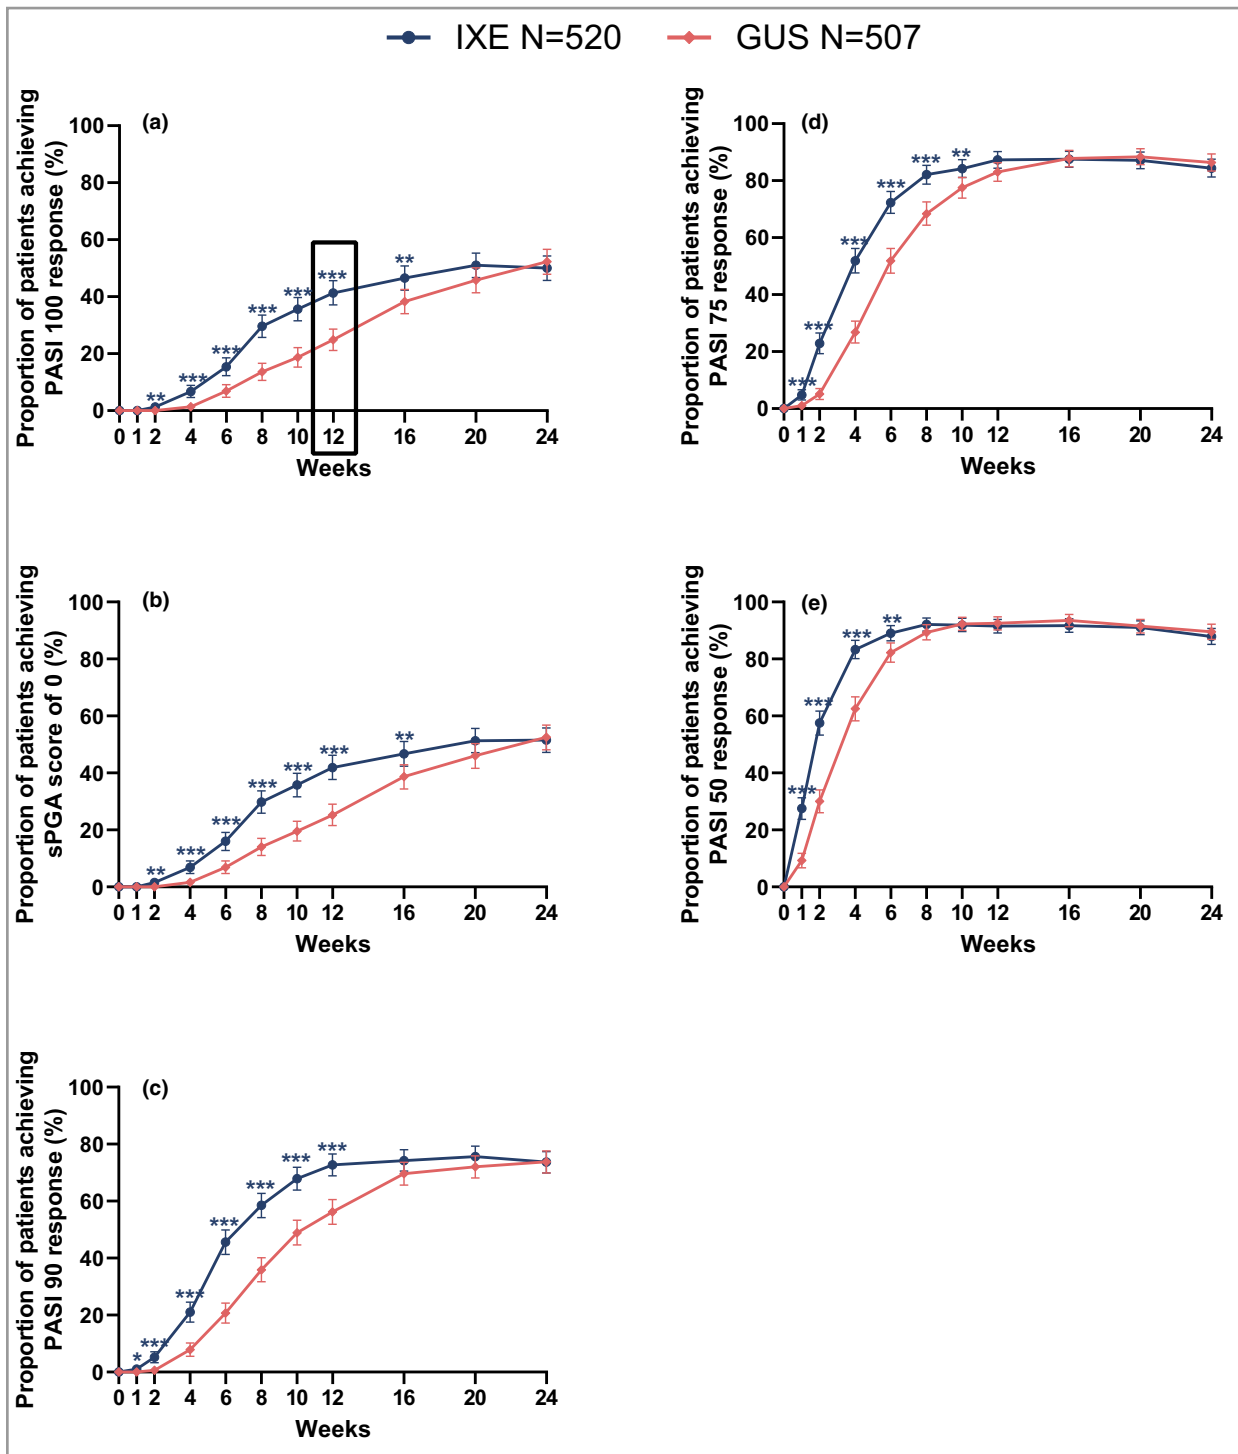 IXE N=520 GUS N=507
(a)
Proportion of patients achieving
PASI 100 response (%)
100
80
60
40
20
0
** *** *** *** *** *** **
0 1 2 4 6 8 10 12 16 20 24
Weeks
(d)
Proportion of patients achieving
PASI 75 response (%)
100
80
60
40
20
0
*** *** *** *** *** **
0 1 2 4 6 8 10 12 16 20 24
Weeks
(b)
Proportion of patients achieving
sPGA score of 0 (%)
100
80
60
40
20
0
** *** *** *** *** *** **
0 1 2 4 6 8 10 12 16 20 24
Weeks
(e)
Proportion of patients achieving
PASI 50 response (%)
100
80
60
40
20
0
*** *** *** **
0 1 2 4 6 8 10 12 16 20 24
Weeks
(c)
Proportion of patients achieving
PASI 90 response (%)
100
80
60
40
20
0
* *** *** *** *** *** ***
0 1 2 4 6 8 10 12 16 20 24
Weeks